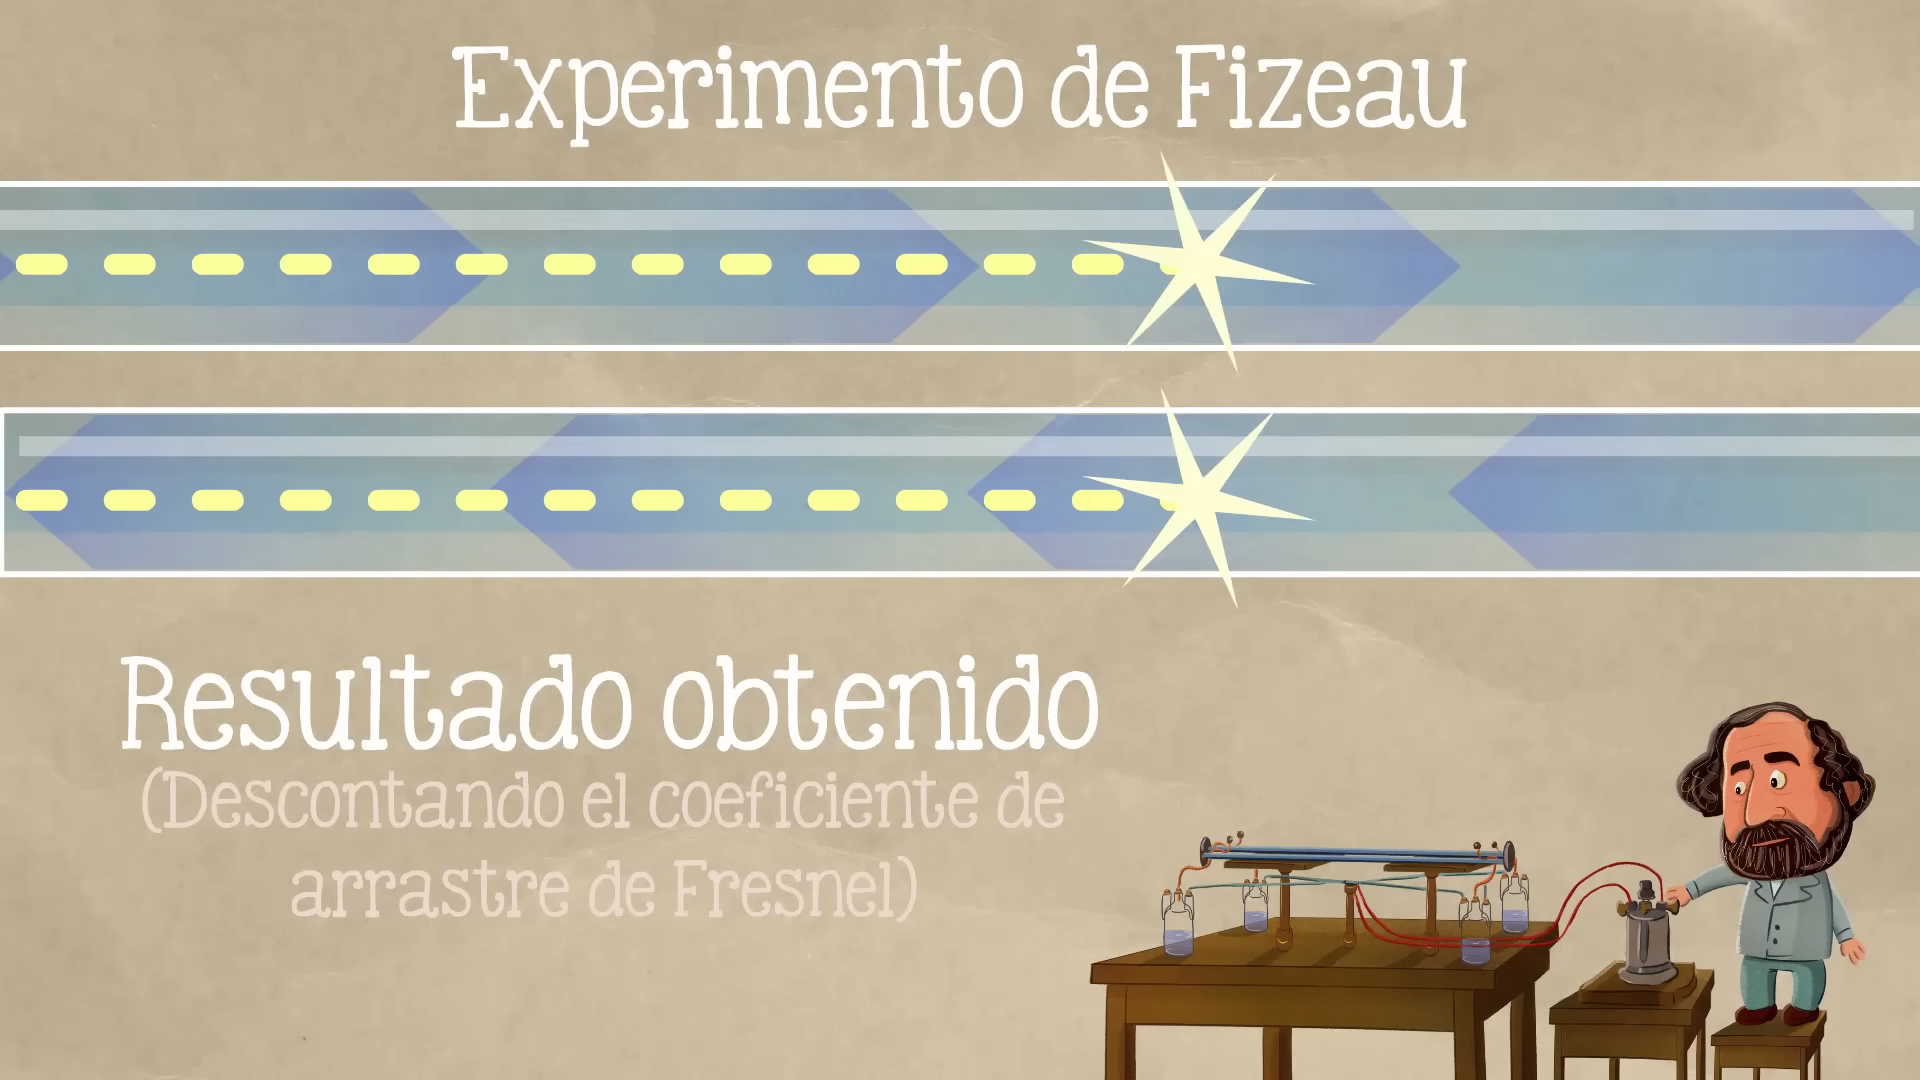 Experimento de Fizeau
Resultado obtenido
(Descontando el coeficiente de
arrastre de Fresnel)